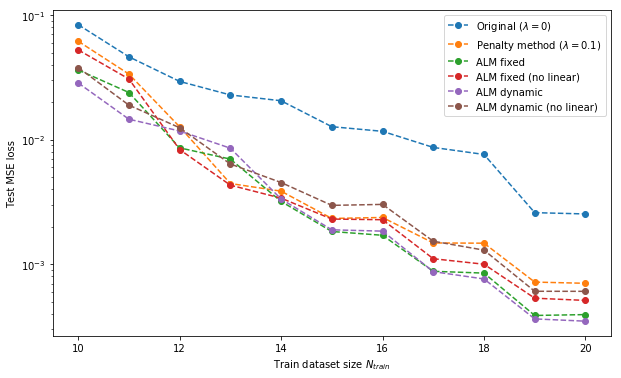 Original (λ = 0)
Penalty method (λ = 0.1)
ALM fixed
ALM fixed (no linear)
ALM dynamic
ALM dynamic (no linear)
10⁻¹
10⁻²
10⁻³
Test MSE loss
10 12 14 16 18 20
Train dataset size N_train